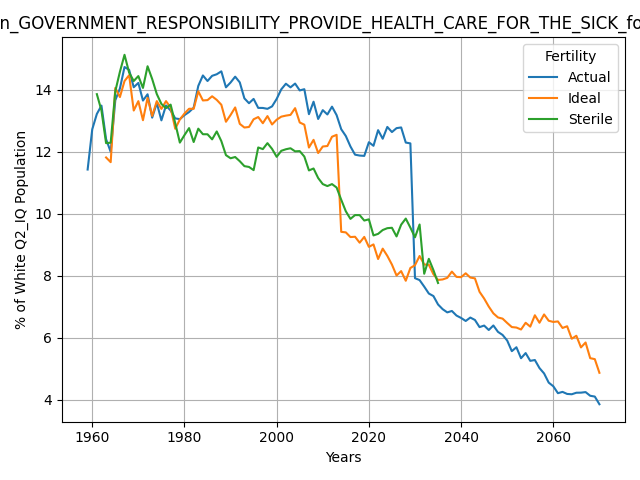 n_GOVERNMENT_RESPONSIBILITY_PROVIDE_HEALTH_CARE_FOR_THE_SICK_fo
Fertility
Actual
Ideal
Sterile
% of White Q2_IQ Population
14
12
10
8
6
4
1960
1980
2000
2020
2040
2060
Years